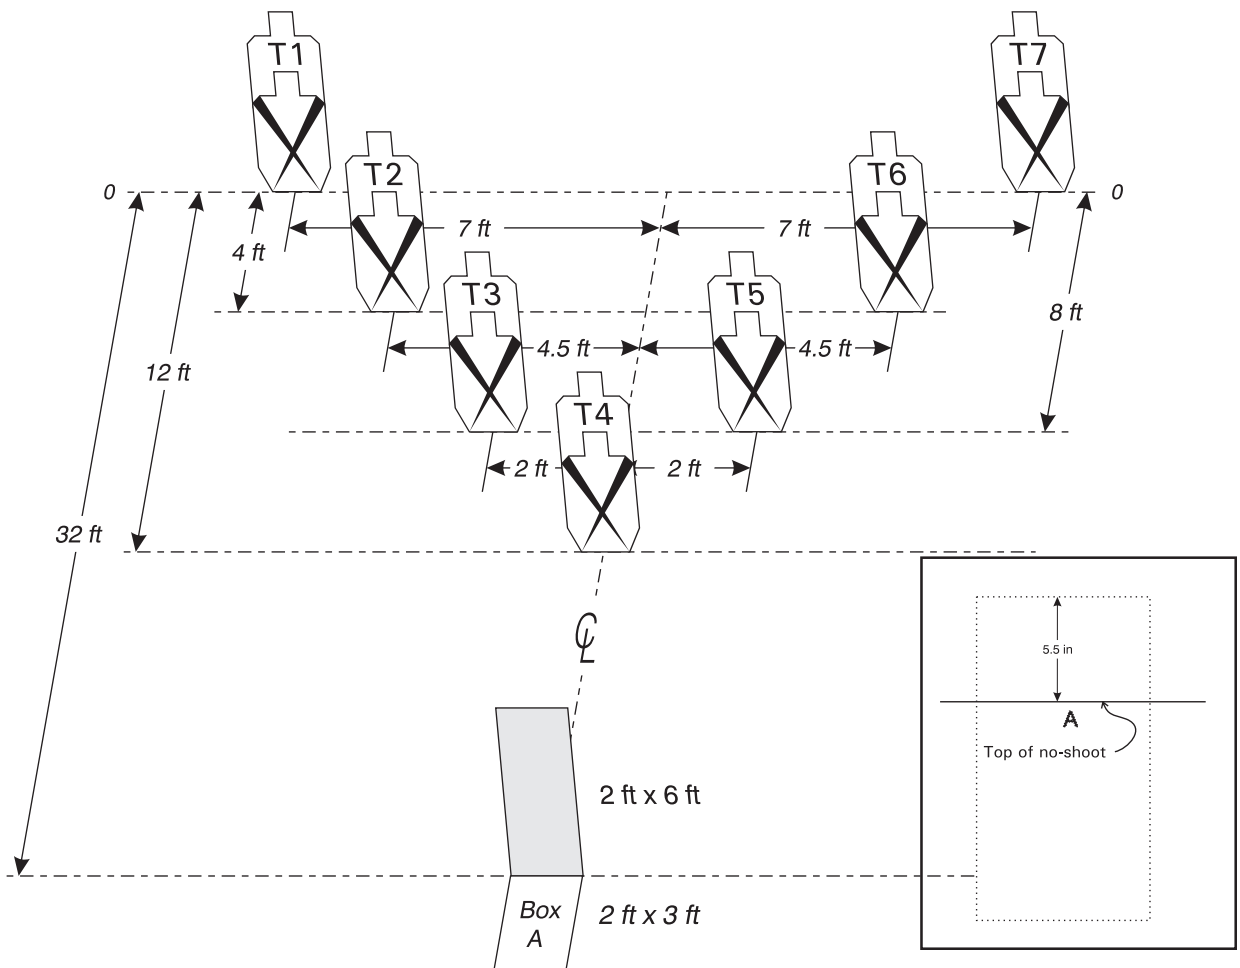 T1
T7
T2
T6
0
0
7 ft
7 ft
4 ft
T3
T5
8 ft
4.5 ft
4.5 ft
12 ft
T4
2 ft
2 ft
32 ft
℄
5.5 in
A
Top of no-shoot
2 ft x 6 ft
Box
A
2 ft x 3 ft